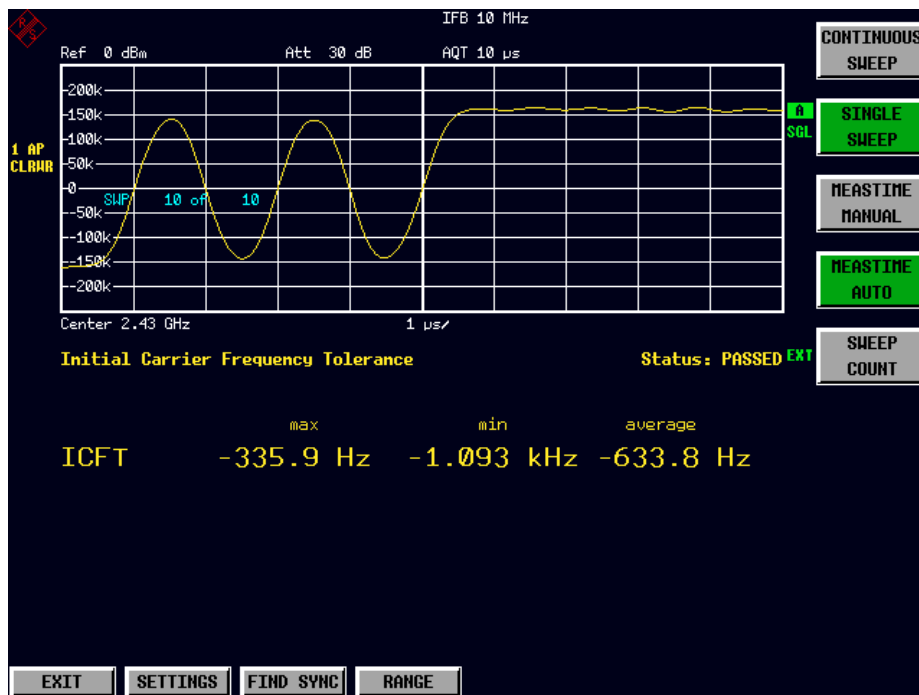 IFB 10 MHz
Ref 0 dBm Att 30 dB AQT 10 µs
CONTINUOUS
SWEEP
200k
150k
A
SGL
SINGLE
SWEEP
100k
1 AP
CLRWR
50k
0
SWP 10 of 10
MEASTIME
MANUAL
-50k
-100k
-150k
MEASTIME
AUTO
-200k
Center 2.43 GHz 1 µs/
Initial Carrier Frequency Tolerance Status: PASSED
EXT
SWEEP
COUNT
max min average
ICFT -335.9 Hz -1.093 kHz -633.8 Hz
EXIT SETTINGS FIND SYNC RANGE